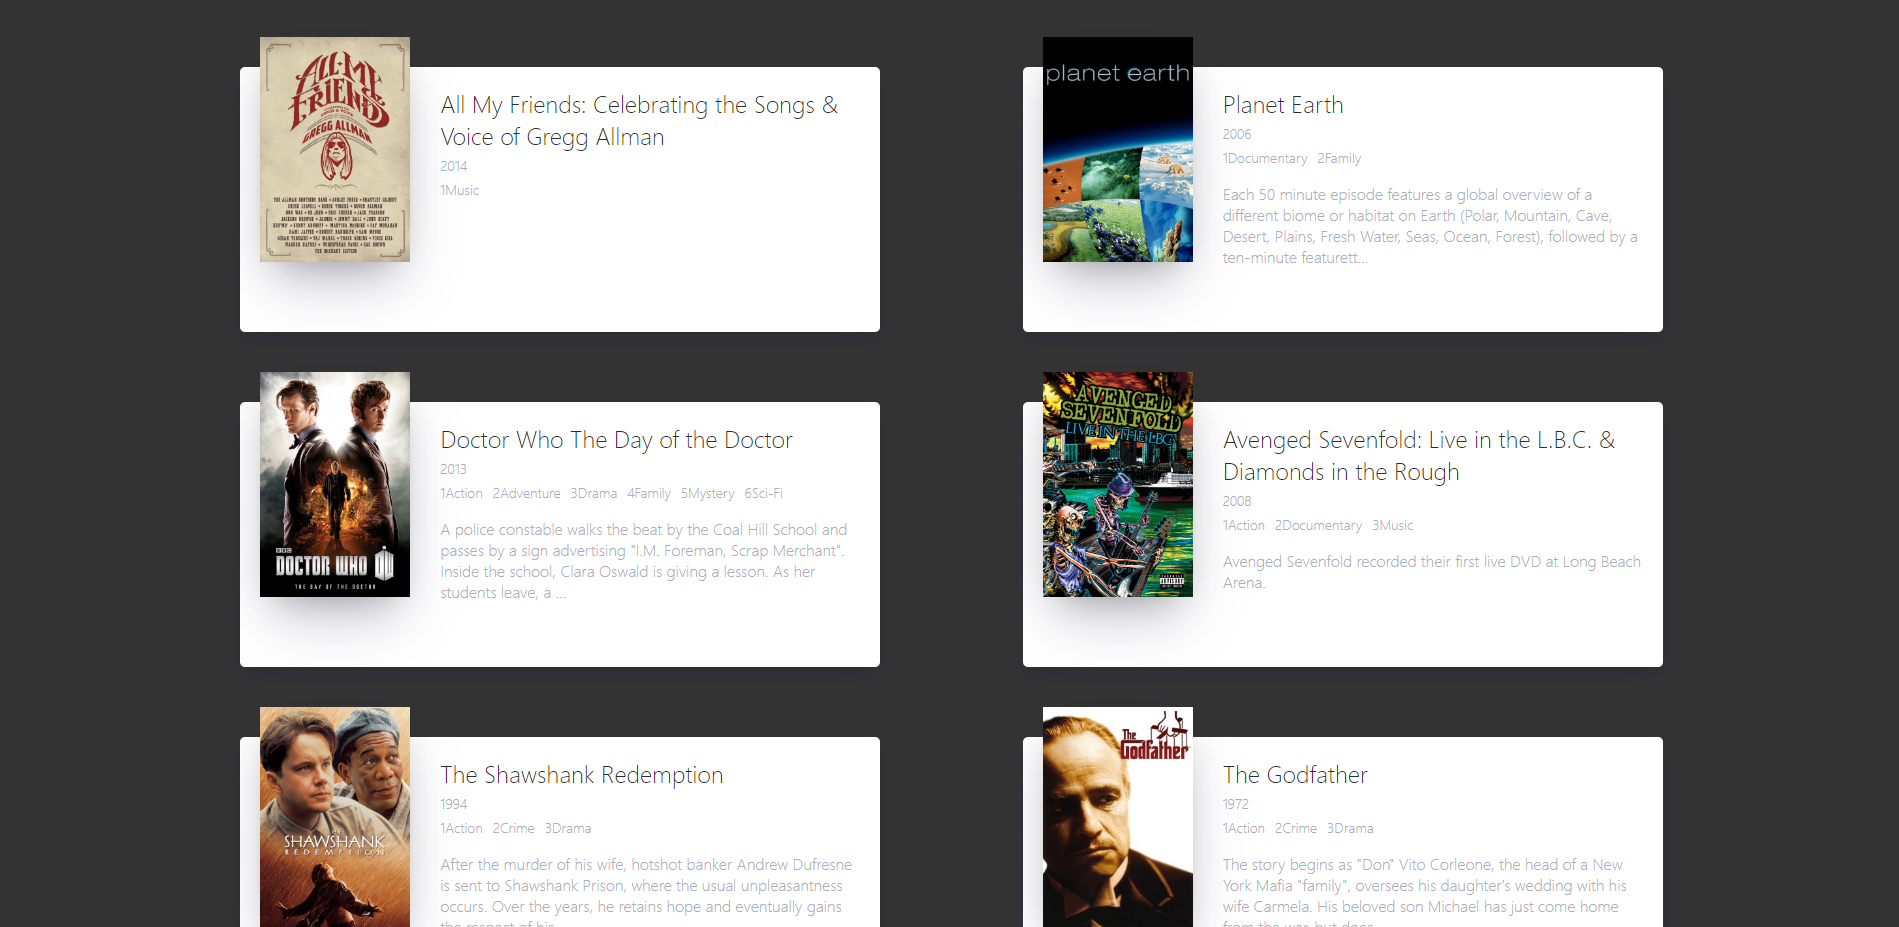 ALL MY
FRIENDS
GREGG ALLMAN
All My Friends: Celebrating the Songs &
Voice of Gregg Allman
2014
1Music
planet earth
Planet Earth
2006
1Documentary 2Family
Each 50 minute episode features a global overview of a
different biome or habitat on Earth (Polar, Mountain, Cave,
Desert, Plains, Fresh Water, Seas, Ocean, Forest), followed by a
ten-minute featurett...
BBC
DOCTOR WHO
THE DAY OF THE DOCTOR
Doctor Who The Day of the Doctor
2013
1Action 2Adventure 3Drama 4Family 5Mystery 6Sci-Fi
A police constable walks the beat by the Coal Hill School and
passes by a sign advertising "I.M. Foreman, Scrap Merchant".
Inside the school, Clara Oswald is giving a lesson. As her
students leave, a ...
AVENGED
SEVENFOLD
LIVE IN THE LBC
Avenged Sevenfold: Live in the L.B.C. &
Diamonds in the Rough
2008
1Action 2Documentary 3Music
Avenged Sevenfold recorded their first live DVD at Long Beach
Arena.
THE
SHAWSHANK
REDEMPTION
The Shawshank Redemption
1994
1Action 2Crime 3Drama
After the murder of his wife, hotshot banker Andrew Dufresne
is sent to Shawshank Prison, where the usual unpleasantness
occurs. Over the years, he retains hope and eventually gains
the respect of his
The
Godfather
The Godfather
1972
1Action 2Crime 3Drama
The story begins as "Don" Vito Corleone, the head of a New
York Mafia "family", oversees his daughter's wedding with his
wife Carmela. His beloved son Michael has just come home
from the war, but does